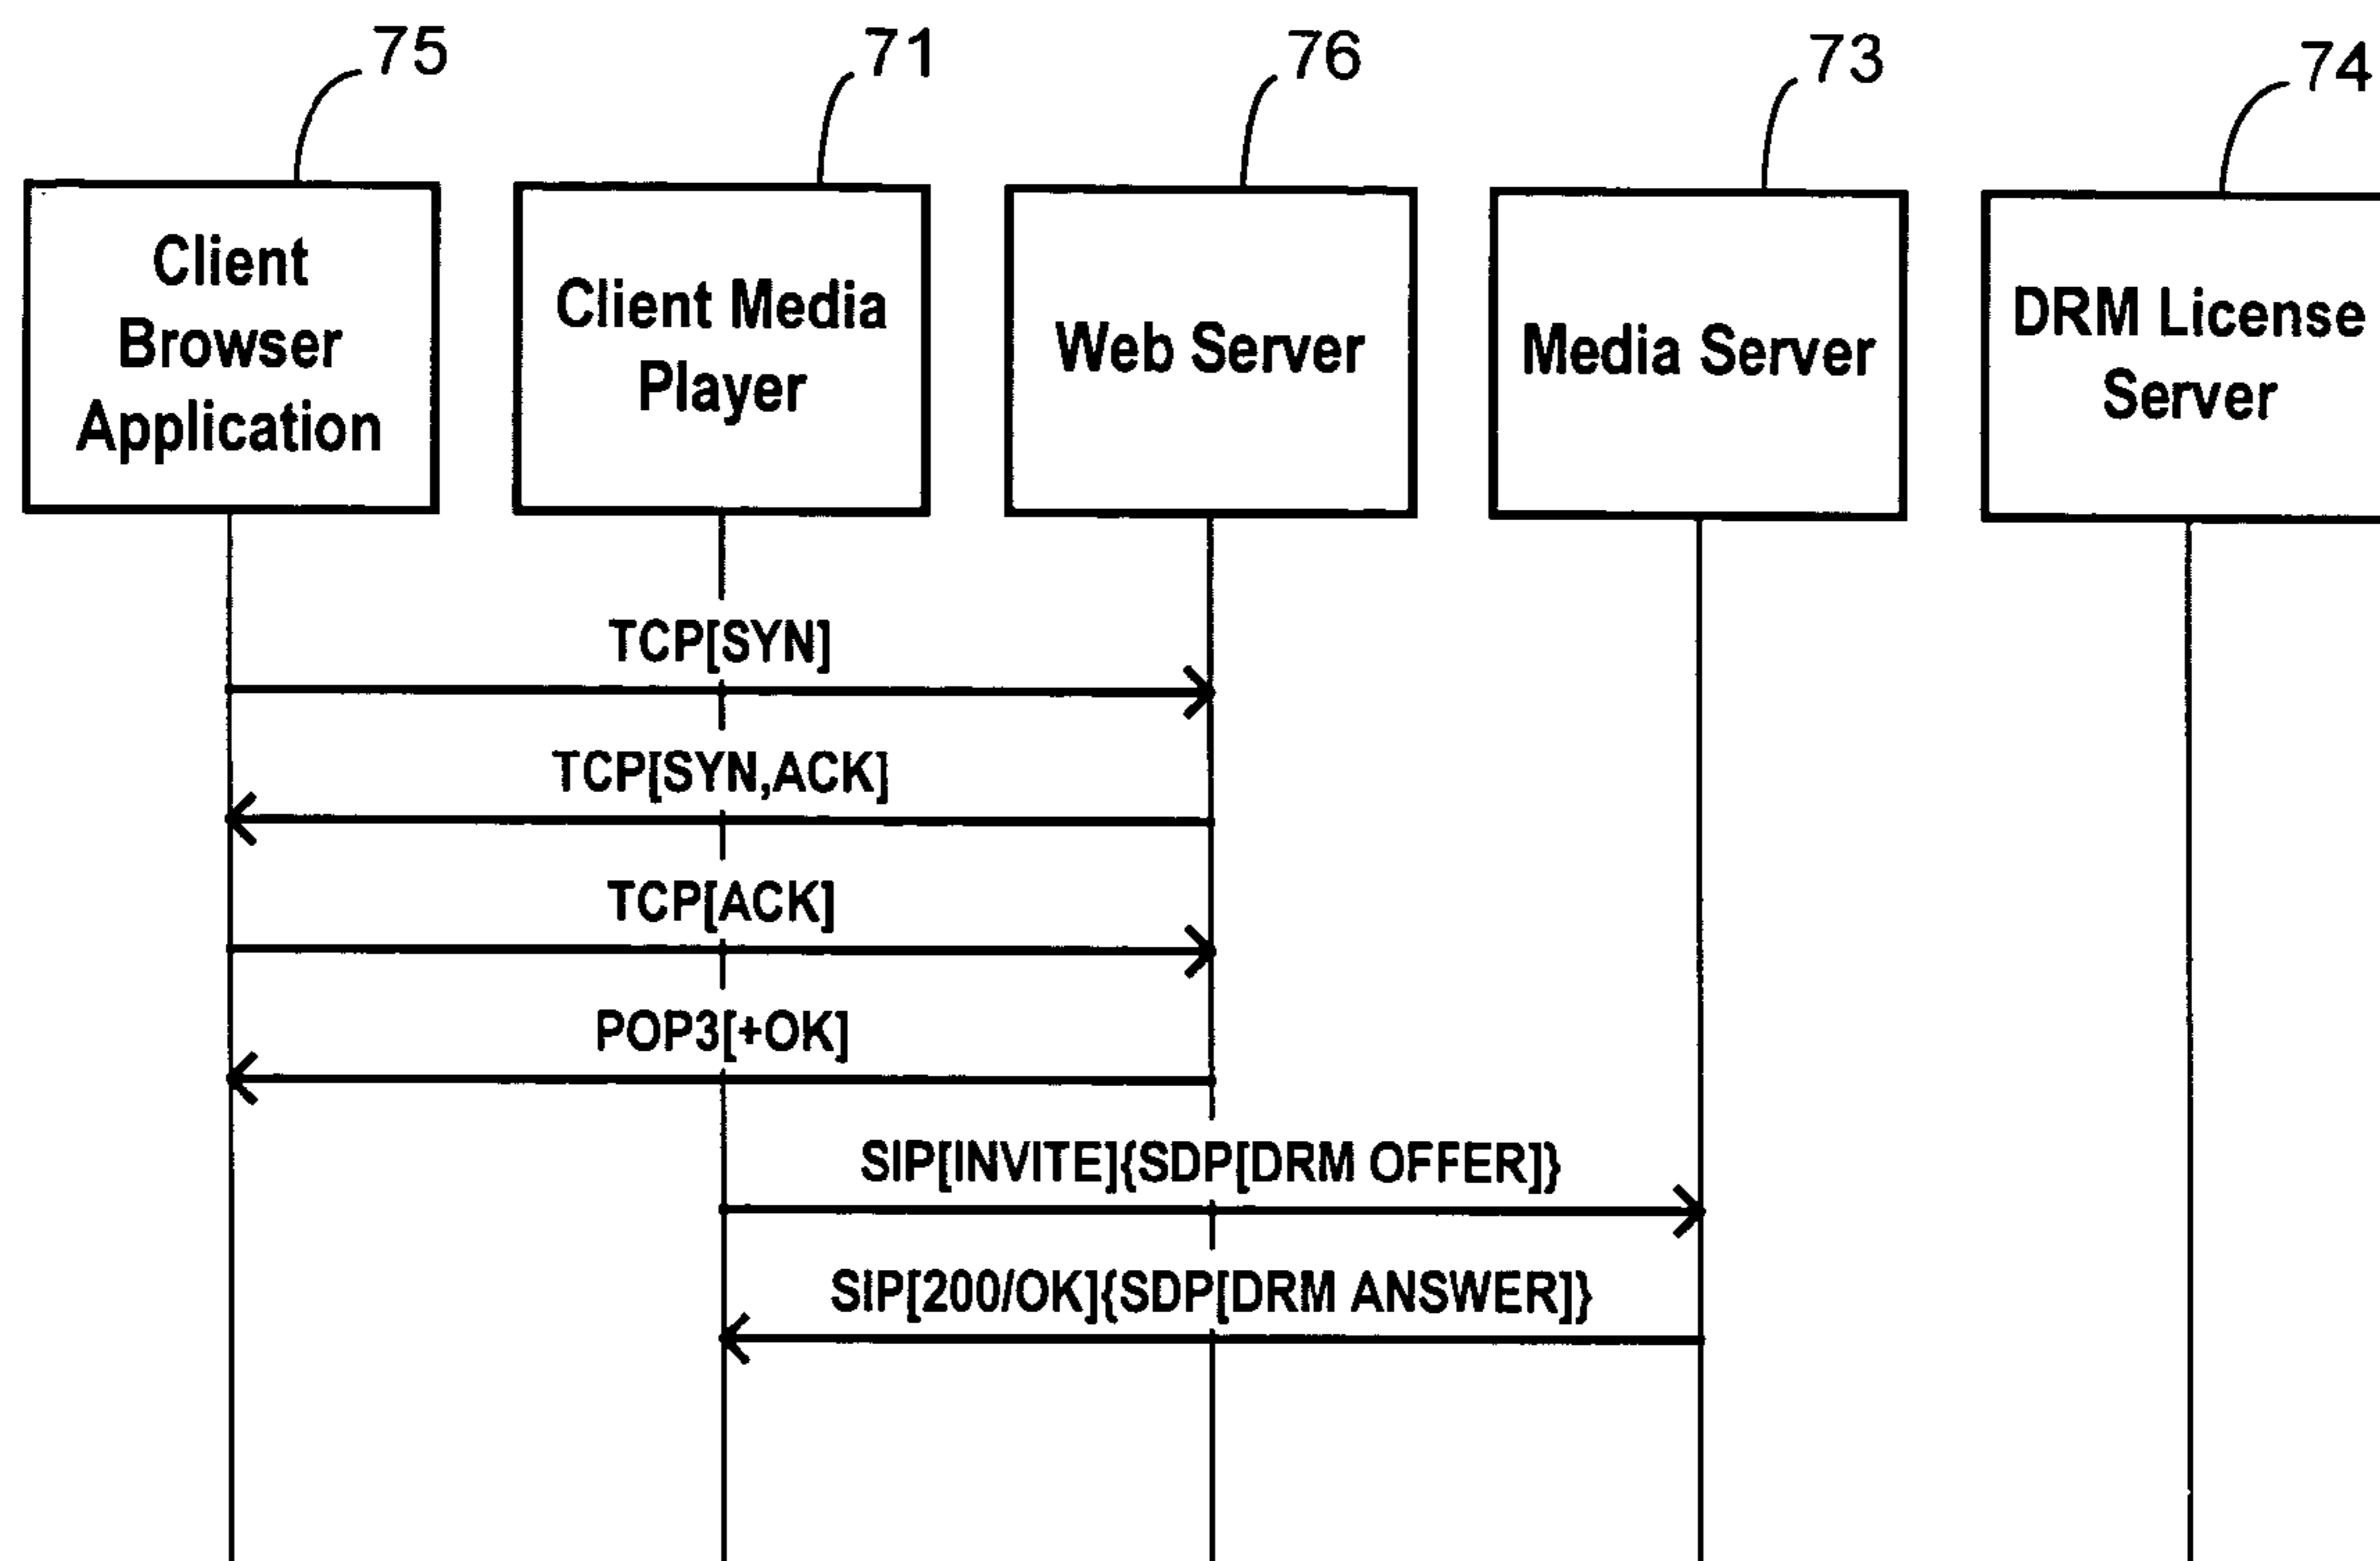 75
71
76
73
74
Client
Browser
Application
Client Media
Player
Web Server
Media Server
DRM License
Server
TCP[SYN]
TCP[SYN,ACK]
TCP[ACK]
POP3[+OK]
SIP[INVITE]{SDP[DRM OFFER]}
SIP[200/OK]{SDP[DRM ANSWER]}